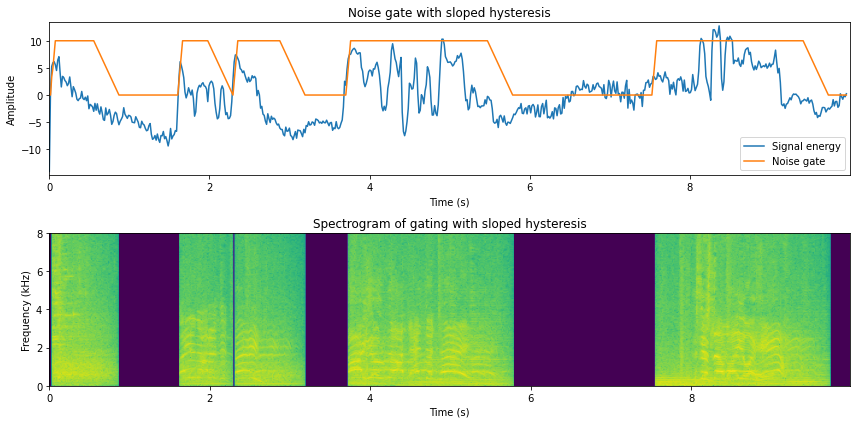 Noise gate with sloped hysteresis
Amplitude
10
5
0
−5
−10
Signal energy
Noise gate
0 2 4 6 8
Time (s)
Spectrogram of gating with sloped hysteresis
Frequency (kHz)
8
6
4
2
0
0 2 4 6 8
Time (s)